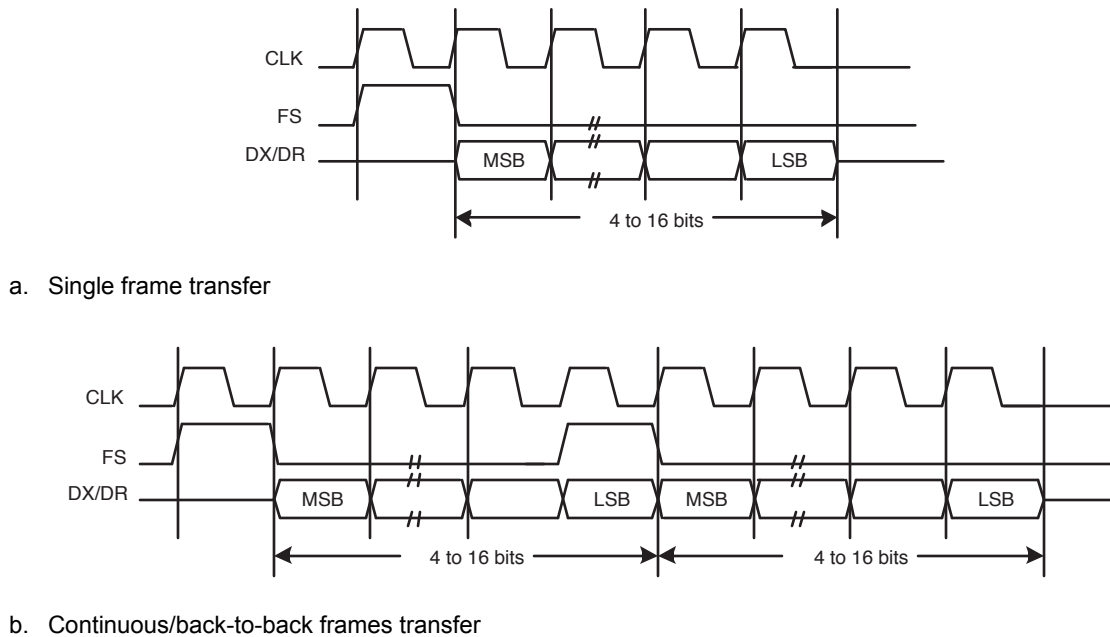 CLK
FS
DX/DR
MSB
LSB
4 to 16 bits
a. Single frame transfer
CLK
FS
DX/DR
MSB
LSB
MSB
LSB
4 to 16 bits
4 to 16 bits
b. Continuous/back-to-back frames transfer